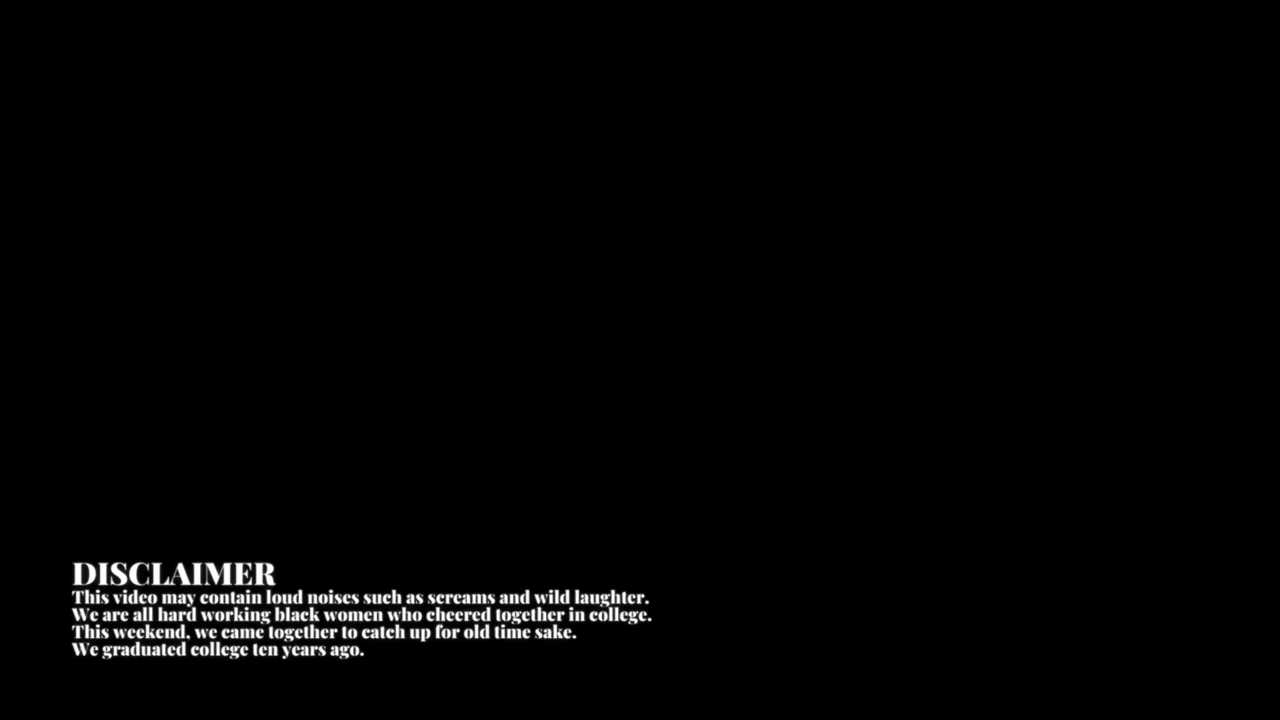 DISCLAIMER
This video may contain loud noises such as screams and wild laughter.
We are all hard working black women who cheered together in college.
This weekend, we came together to catch up for old time sake.
We graduated college ten years ago.